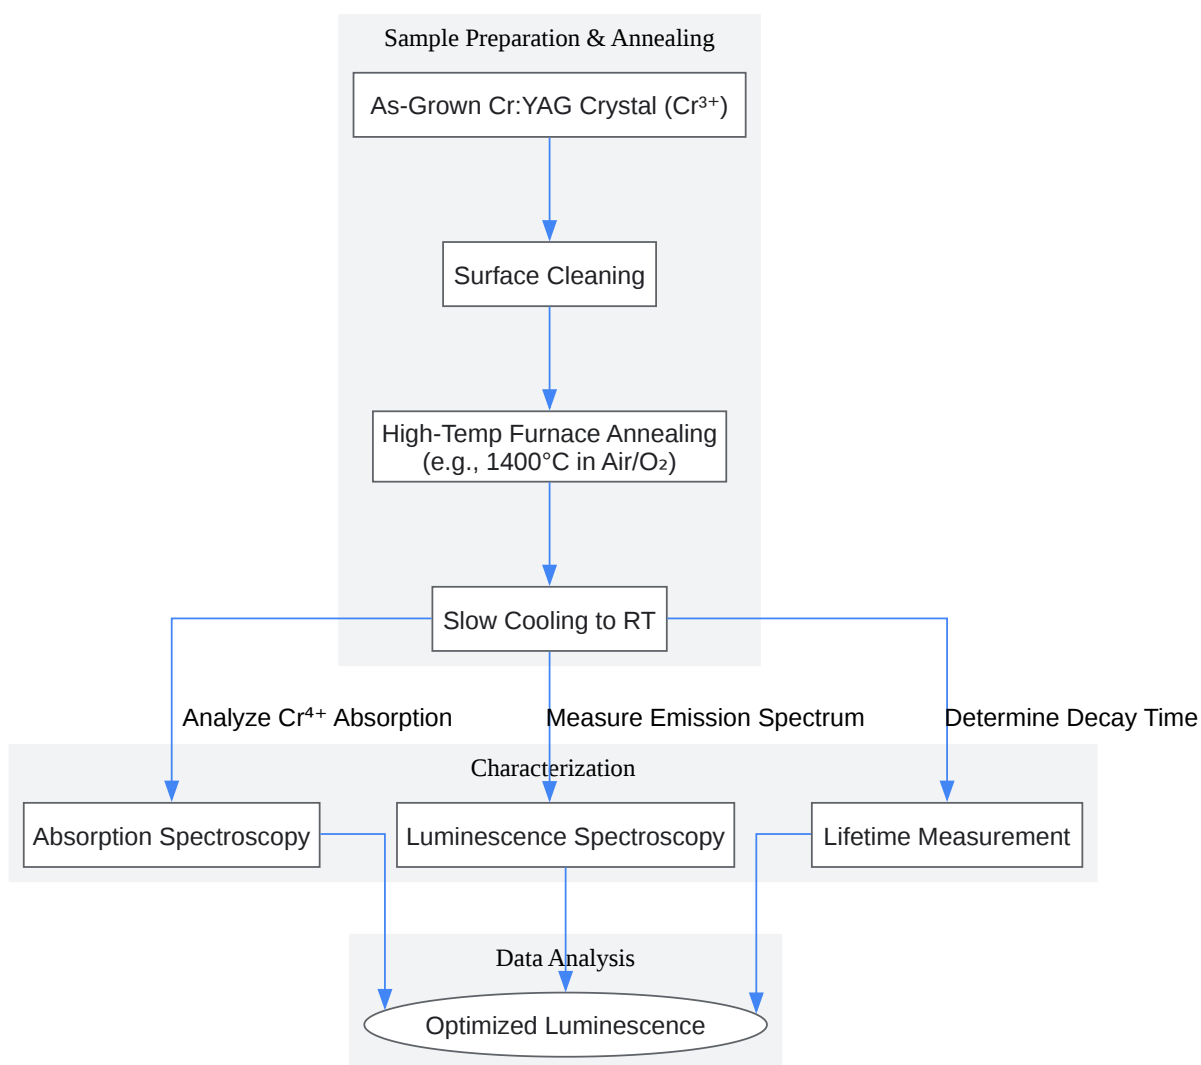 Sample Preparation & Annealing
As-Grown Cr:YAG Crystal (Cr³⁺)
Surface Cleaning
High-Temp Furnace Annealing
(e.g., 1400°C in Air/O₂)
Slow Cooling to RT
Analyze Cr⁴⁺ Absorption
Measure Emission Spectrum
Determine Decay Time
Characterization
Absorption Spectroscopy
Luminescence Spectroscopy
Lifetime Measurement
Data Analysis
Optimized Luminescence